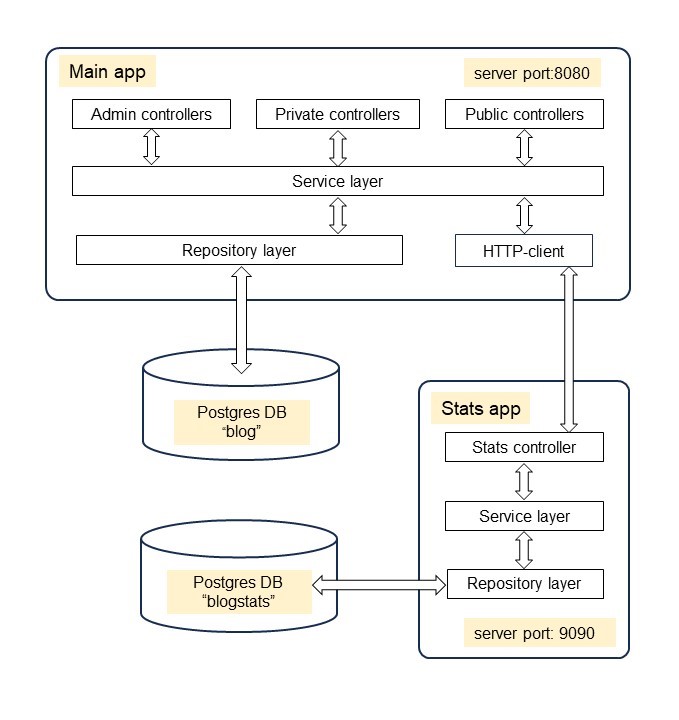 Main app
server port:8080
Admin controllers
Private controllers
Public controllers
Service layer
Repository layer
HTTP-client
Postgres DB
“blog”
Stats app
Stats controller
Service layer
Postgres DB
“blogstats”
Repository layer
server port: 9090